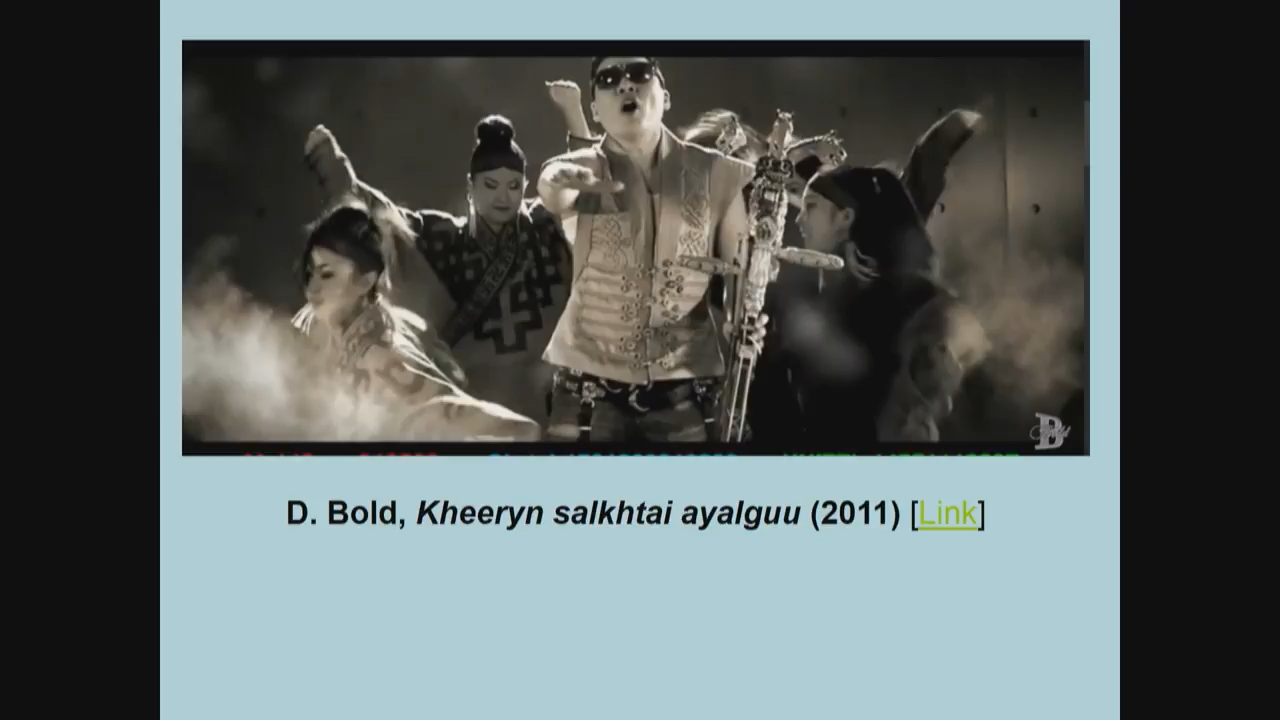 D. Bold, Kheeryn salkhtai ayalguu (2011) [Link]